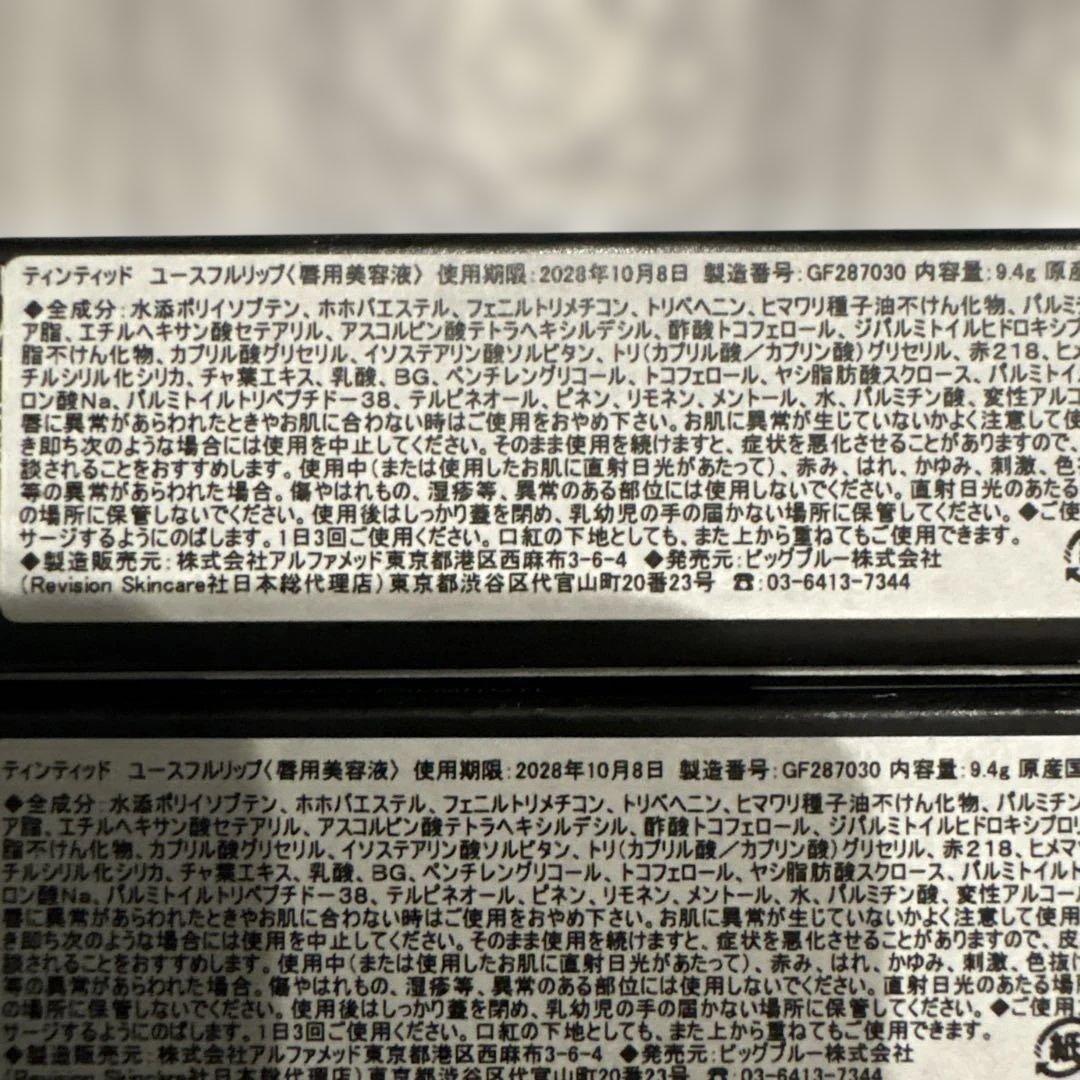 ティンティッド ユースフルリップ〈唇用美容液〉 使用期限:2028年10月8日 製造番号:GF287030 内容量:9.4g 原産
◆全成分:水添ポリイソブテン、ホホバエステル、フェニルトリメチコン、トリベヘニン、ヒマワリ種子油不けん化物、パルミチ
ア脂、エチルヘキサン酸セテアリル、アスコルビン酸テトラヘキシルデシル、酢酸トコフェロール、ジパルミトイルヒドロキシプ
脂不けん化物、カプリル酸グリセリル、イソステアリン酸ソルビタン、トリ(カプリル酸/カプリン酸)グリセリル、赤218、ヒメ
チルシリル化シリカ、チャ葉エキス、乳酸、BG、ペンチレングリコール、トコフェロール、ヤシ脂肪酸スクロース、パルミトイル
ロン酸Na、パルミトイルトリペプチドー38、テルピネオール、ピネン、リモネン、メントール、水、パルミチン酸、変性アルコ
唇に異常があらわれたときやお肌に合わない時はご使用をおやめ下さい。お肌に異常が生じていないかよく注意して使
き即ち次のような場合には使用を中止してください。そのまま使用を続けますと、症状を悪化させることがありますので、
談されることをおすすめします。使用中(または使用したお肌に直射日光があたって)、赤み、はれ、かゆみ、刺激、色
等の異常があらわれた場合。傷やはれもの、湿疹等、異常のある部位には使用しないでください。直射日光のあたる
の場所に保管しないでください。使用後はしっかり蓋を閉め、乳幼児の手の届かない場所に保管してください。◆ご使
サージするようにのばします。1日3回ご使用ください。口紅の下地としても、また上から重ねてもご使用できます。
◆製造販売元:株式会社アルファメッド東京都港区西麻布3-6-4 ◆発売元:ビッグブルー株式会社
(Revision Skincare社日本総代理店)東京都渋谷区代官山町20番23号 ☎:03-6413-7344
ティンティッド ユースフルリップ〈唇用美容液〉 使用期限:2028年10月8日 製造番号:GF287030 内容量:9.4g 原産国
◆全成分:水添ポリイソブテン、ホホバエステル、フェニルトリメチコン、トリベヘニン、ヒマワリ種子油不けん化物、パルミチン
ア脂、エチルヘキサン酸セテアリル、アスコルビン酸テトラヘキシルデシル、酢酸トコフェロール、ジパルミトイルヒドロキシプロリ
脂不けん化物、カプリル酸グリセリル、イソステアリン酸ソルビタン、トリ(カプリル酸/カプリン酸)グリセリル、赤218、ヒメマ
チルシリル化シリカ、チャ葉エキス、乳酸、BG、ペンチレングリコール、トコフェロール、ヤシ脂肪酸スクロース、パルミトイルト
ロン酸Na、パルミトイルトリペプチドー38、テルピネオール、ピネン、リモネン、メントール、水、パルミチン酸、変性アルコー
唇に異常があらわれたときやお肌に合わない時はご使用をおやめ下さい。お肌に異常が生じていないかよく注意して使用
き即ち次のような場合には使用を中止してください。そのまま使用を続けますと、症状を悪化させることがありますので、皮
談されることをおすすめします。使用中(または使用したお肌に直射日光があたって)、赤み、はれ、かゆみ、刺激、色抜け
等の異常があらわれた場合。傷やはれもの、湿疹等、異常のある部位には使用しないでください。直射日光のあたる場
の場所に保管しないでください。使用後はしっかり蓋を閉め、乳幼児の手の届かない場所に保管してください。◆ご使用
サージするようにのばします。1日3回ご使用ください。口紅の下地としても、また上から重ねてもご使用できます。
紙
◆製造販売元:株式会社アルファメッド東京都港区西麻布3-6-4 ◆発売元:ビッグブルー株式会社
(Revision Skincare社日本総代理店)東京都渋谷区代官山町20番23号 ☎:03-6413-7344